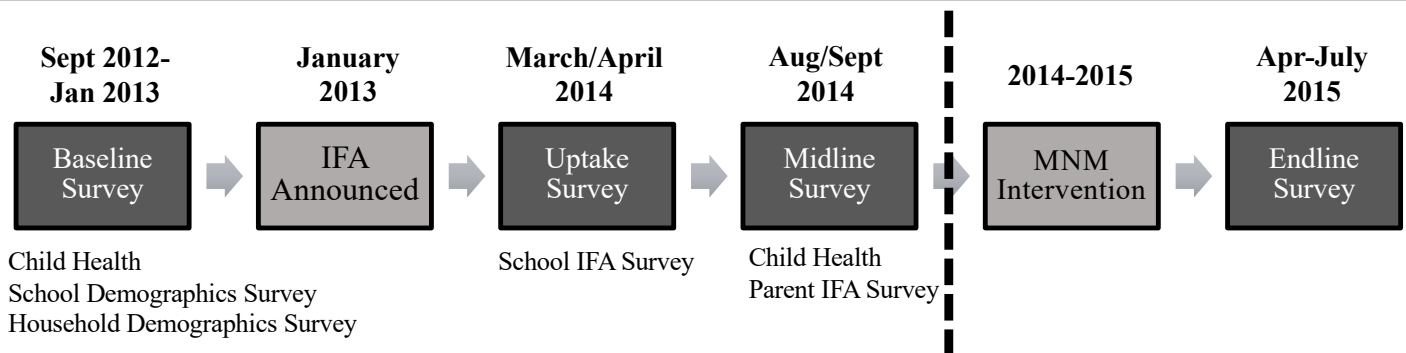 Sept 2012-
Jan 2013
January
2013
March/April
2014
Aug/Sept
2014
2014-2015
Apr-July
2015
Baseline
Survey
IFA
Announced
Uptake
Survey
Midline
Survey
MNM
Intervention
Endline
Survey
Child Health
School Demographics Survey
Household Demographics Survey
School IFA Survey
Child Health
Parent IFA Survey